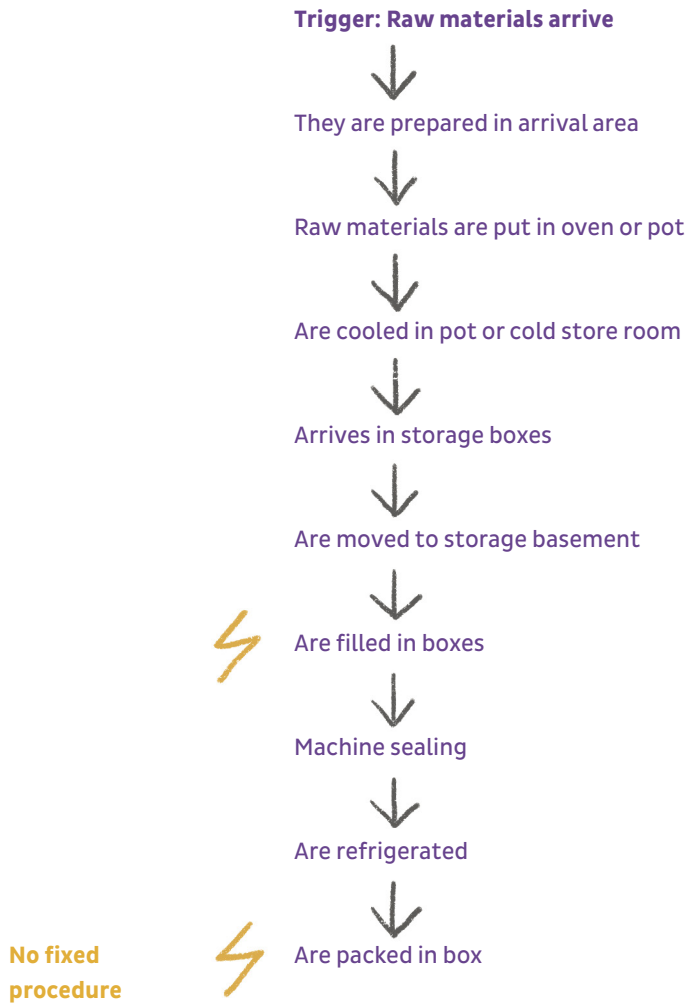 Trigger: Raw materials arrive
They are prepared in arrival area
Raw materials are put in oven or pot
Are cooled in pot or cold store room
Arrives in storage boxes
Are moved to storage basement
Are filled in boxes
Machine sealing
Are refrigerated
Are packed in box
No fixed
procedure